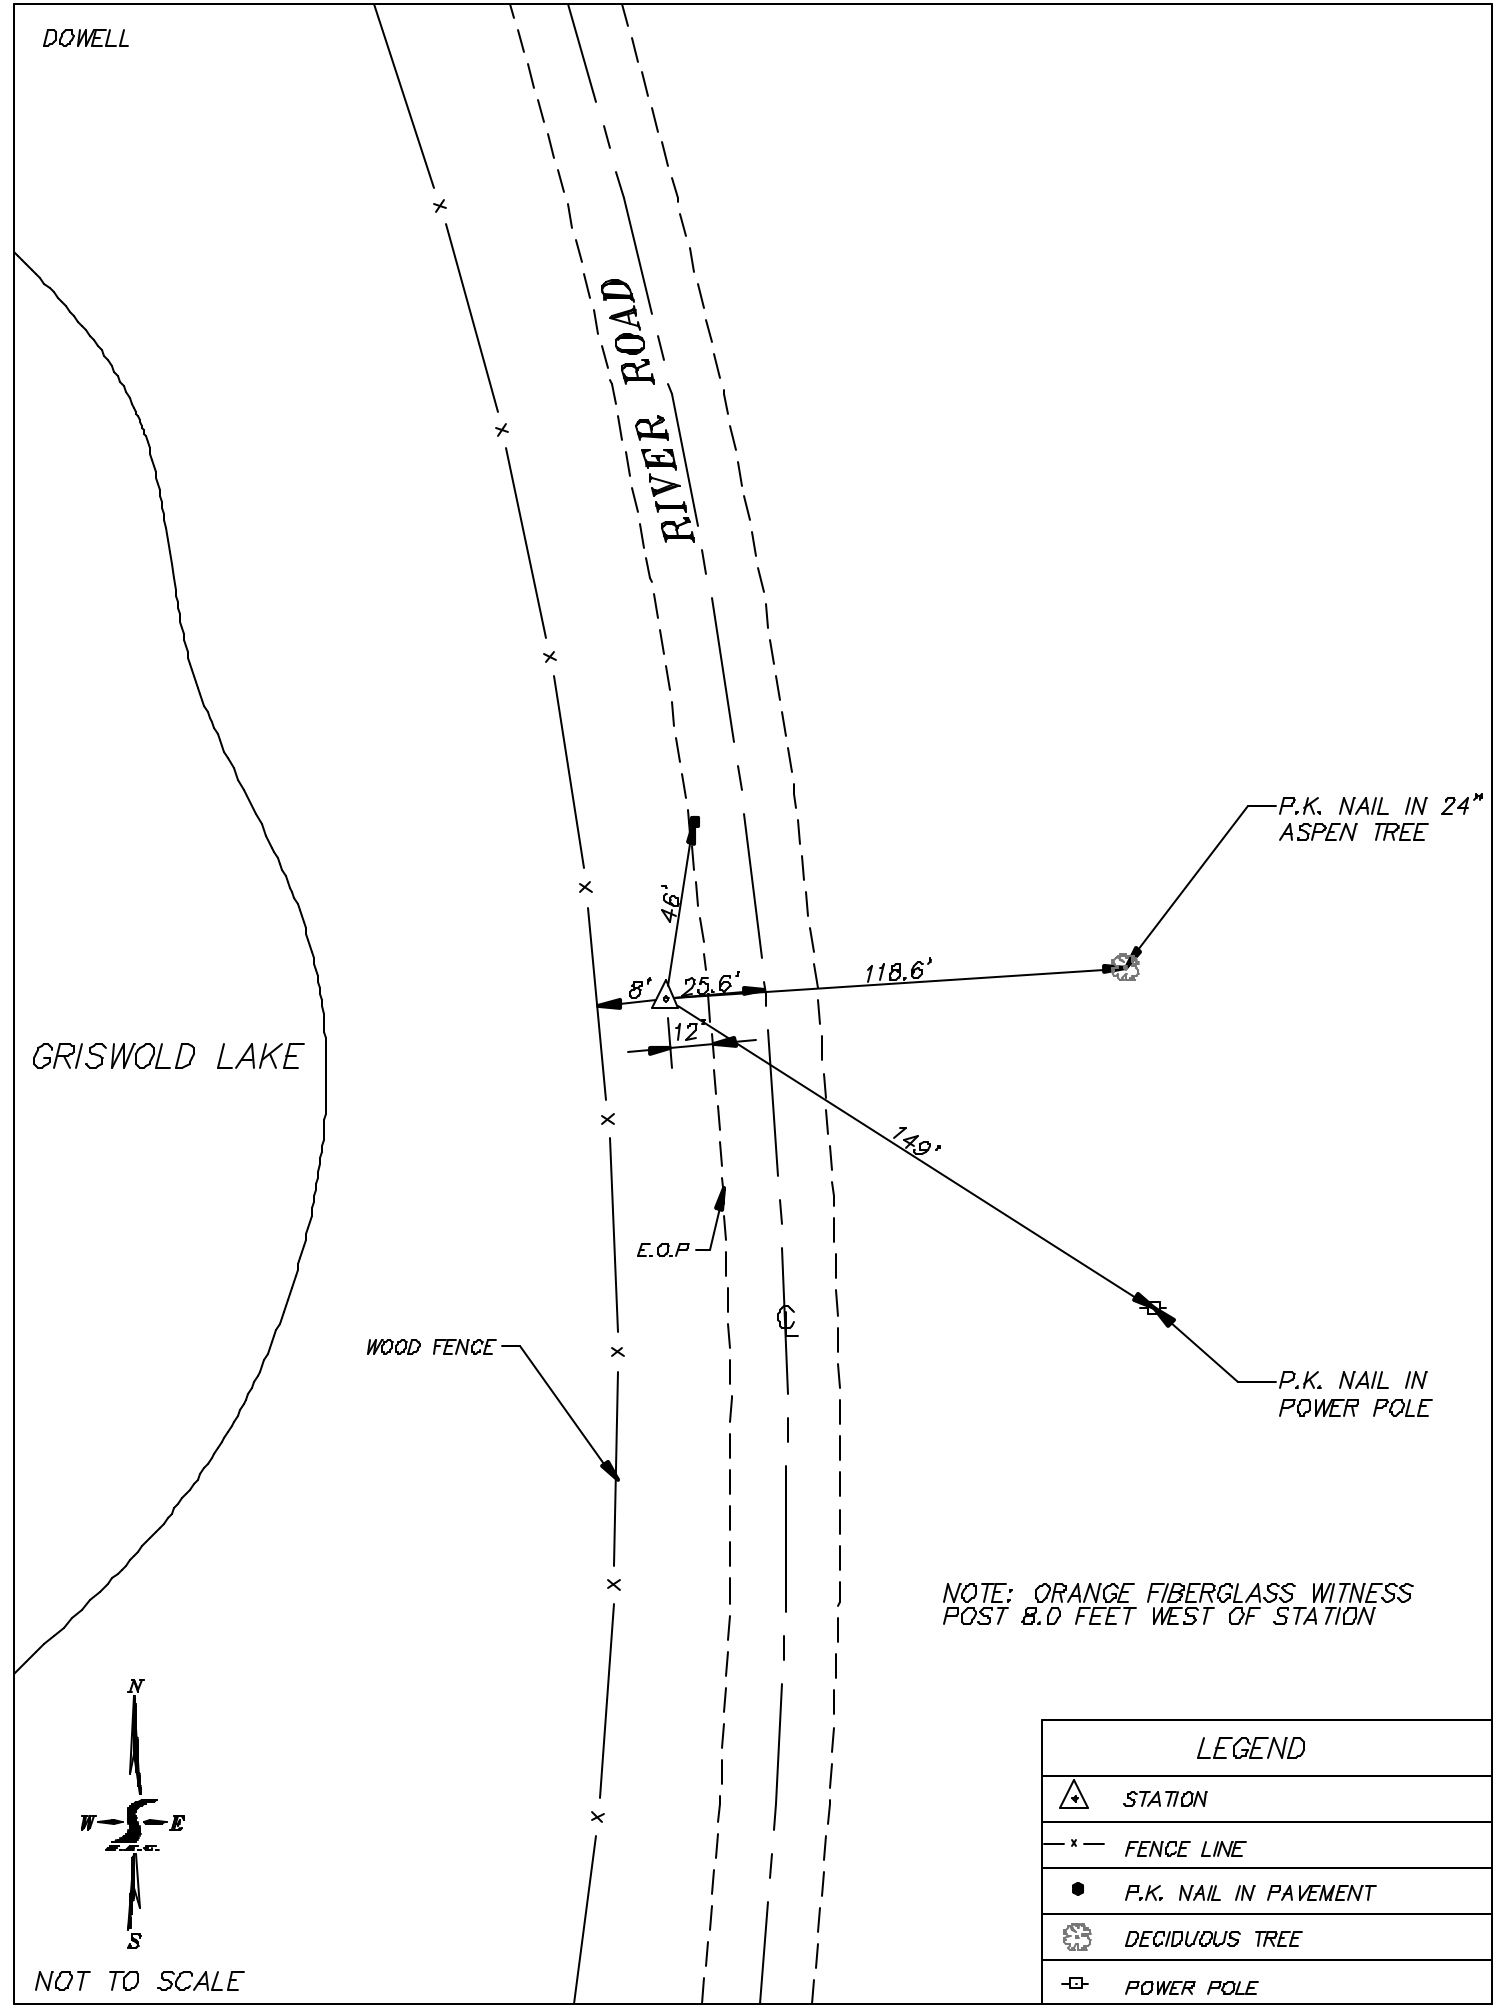 DOWELL
RIVER ROAD
P.K. NAIL IN 24"
ASPEN TREE
46'
118.6'
8'
25.6'
12'
GRISWOLD LAKE
149'
E.O.P
℄
WOOD FENCE
P.K. NAIL IN
POWER POLE
NOTE: ORANGE FIBERGLASS WITNESS
POST 8.0 FEET WEST OF STATION
N
W E
S
NOT TO SCALE
LEGEND
STATION
x FENCE LINE
P.K. NAIL IN PAVEMENT
DECIDUOUS TREE
POWER POLE